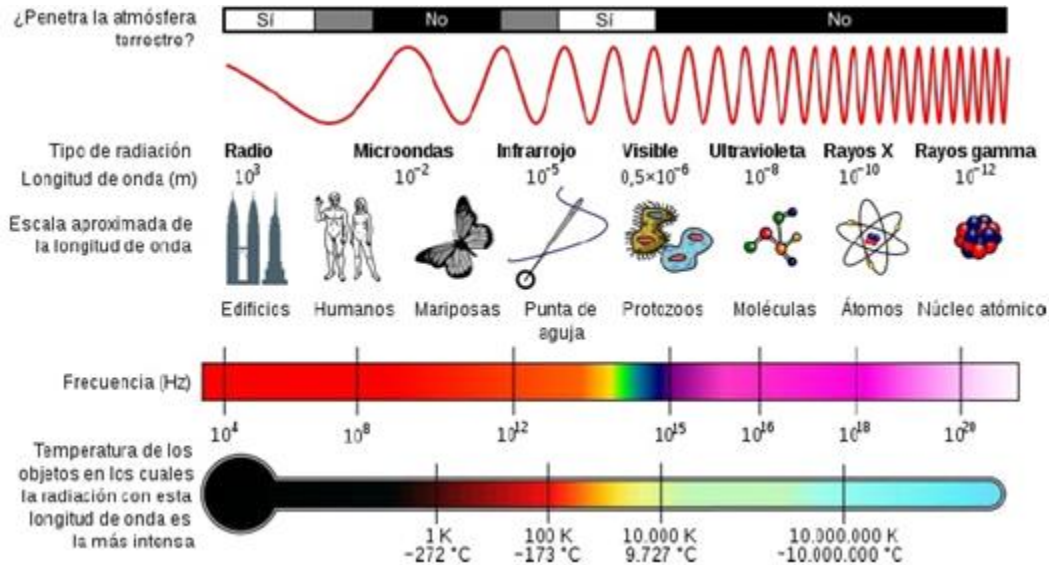 ¿Penetra la atmósfera
terrestre?
Sí No Sí No
Tipo de radiación Radio Microondas Infrarrojo Visible Ultravioleta Rayos X Rayos gamma
Longitud de onda (m) 10³ 10⁻² 10⁻⁵ 0,5×10⁻⁶ 10⁻⁸ 10⁻¹⁰ 10⁻¹²
Escala aproximada de
la longitud de onda
Edificios Humanos Mariposas Punta de aguja Protozoos Moléculas Átomos Núcleo atómico
Frecuencia (Hz)
10⁴ 10⁸ 10¹² 10¹⁵ 10¹⁶ 10¹⁸ 10²⁰
Temperatura de los
objetos en los cuales
la radiación con esta
longitud de onda es
la más intensa
1 K 100 K 10.000 K 10.000.000 K
−272 °C −173 °C 9.727 °C ~10.000.000 °C